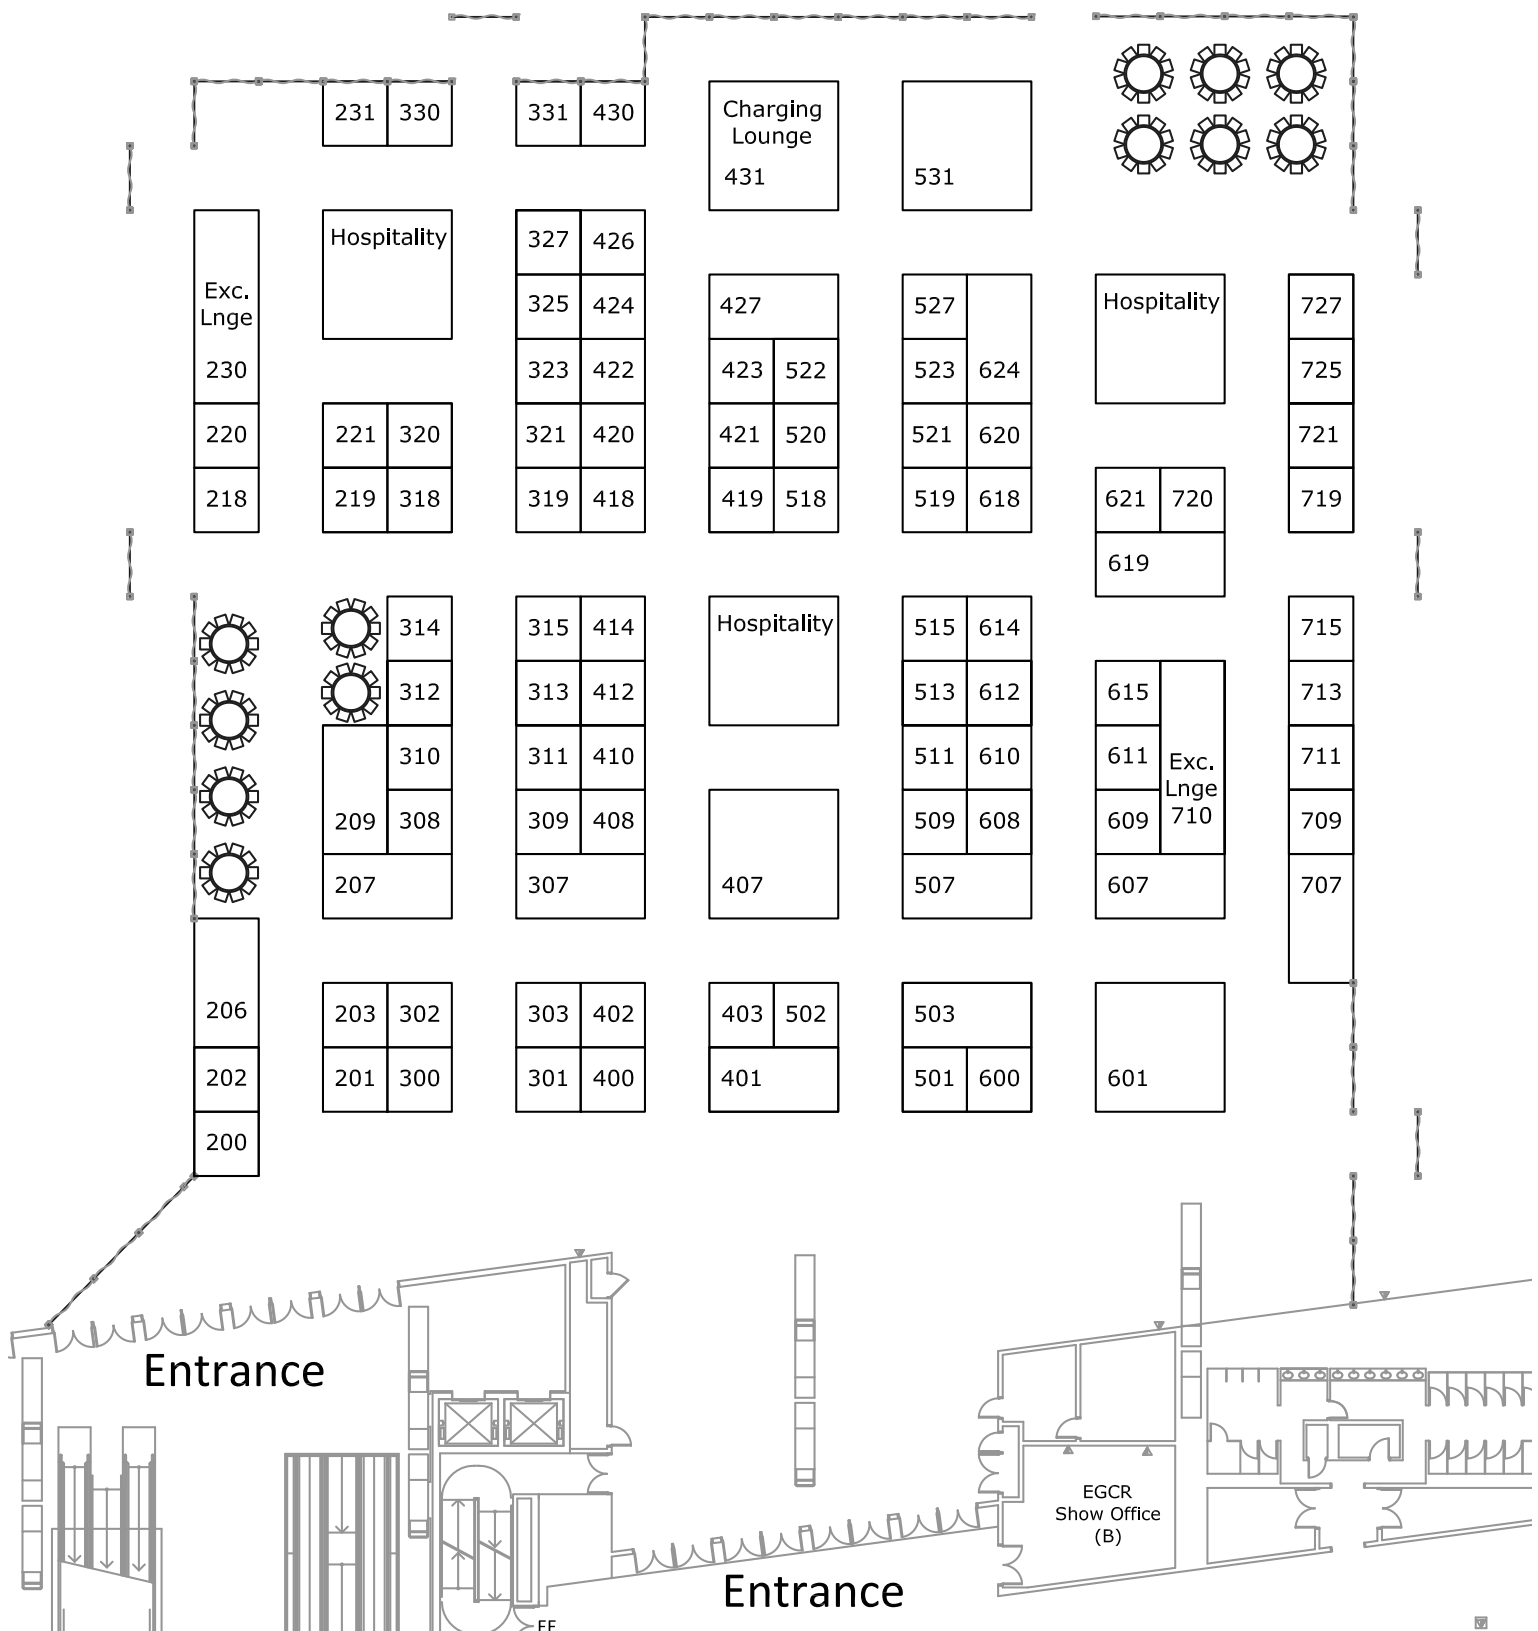 231 330 331 430 Charging
Lounge
431 531
Hospitality 327 426
Exc.
Lnge
325 424 427 527 Hospitality 727
230 323 422 423 522 523 624 725
220 221 320 321 420 421 520 521 620 721
218 219 318 319 418 419 518 519 618 621 720 719
619
314 315 414 Hospitality 515 614 715
312 313 412 513 612 615 713
310 311 410 511 610 611 Exc.
Lnge
710
711
209 308 309 408 509 608 609 709
207 307 407 507 607 707
206 203 302 303 402 403 502 503
202 201 300 301 400 401 501 600 601
200
Entrance
EGCR
Show Office
(B)
Entrance
EE